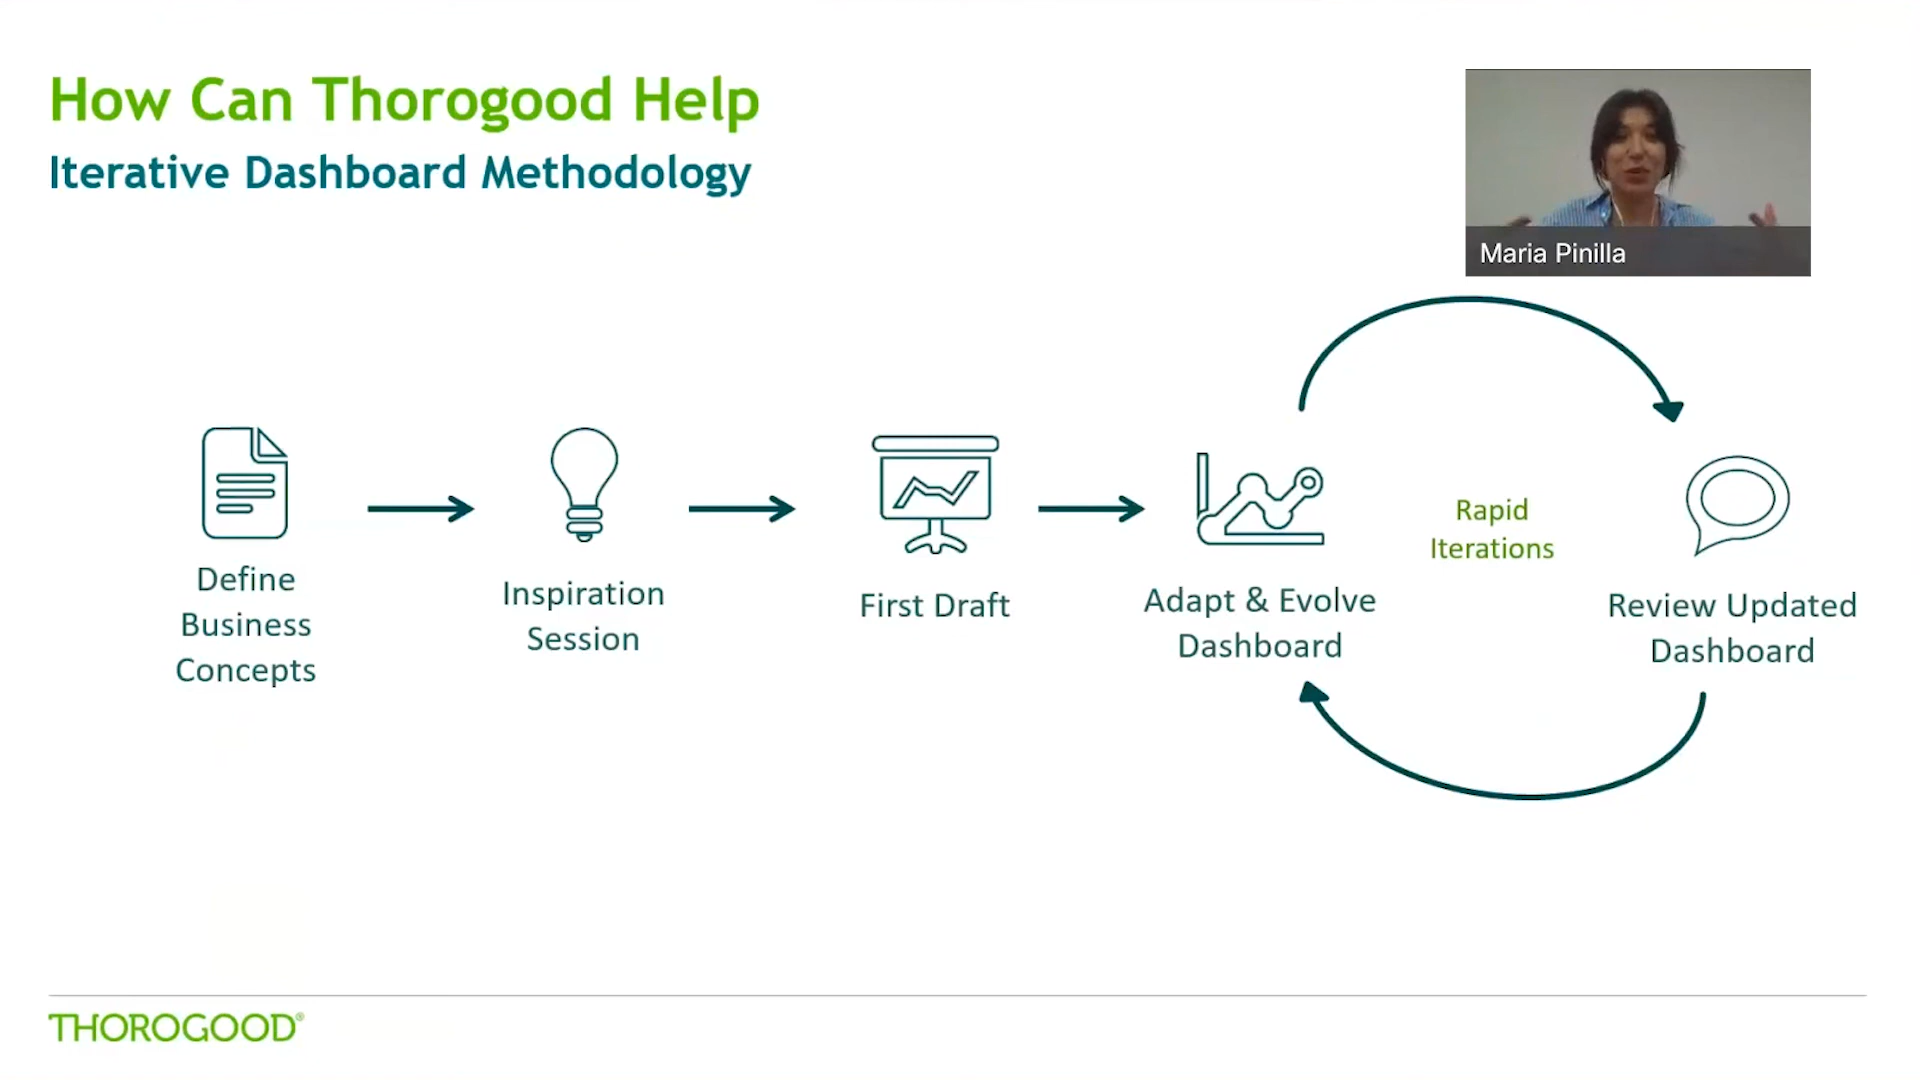 How Can Thorogood Help
Iterative Dashboard Methodology
Maria Pinilla
Define
Business
Concepts
Inspiration
Session
First Draft
Adapt & Evolve
Dashboard
Rapid
Iterations
Review Updated
Dashboard
THOROGOOD®